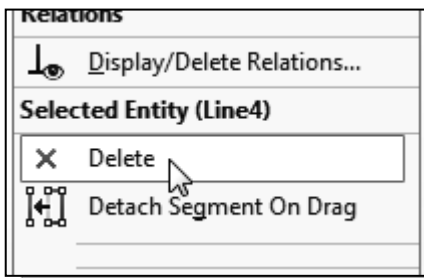 Relations
Display/Delete Relations...
Selected Entity (Line4)
Delete
Detach Segment On Drag